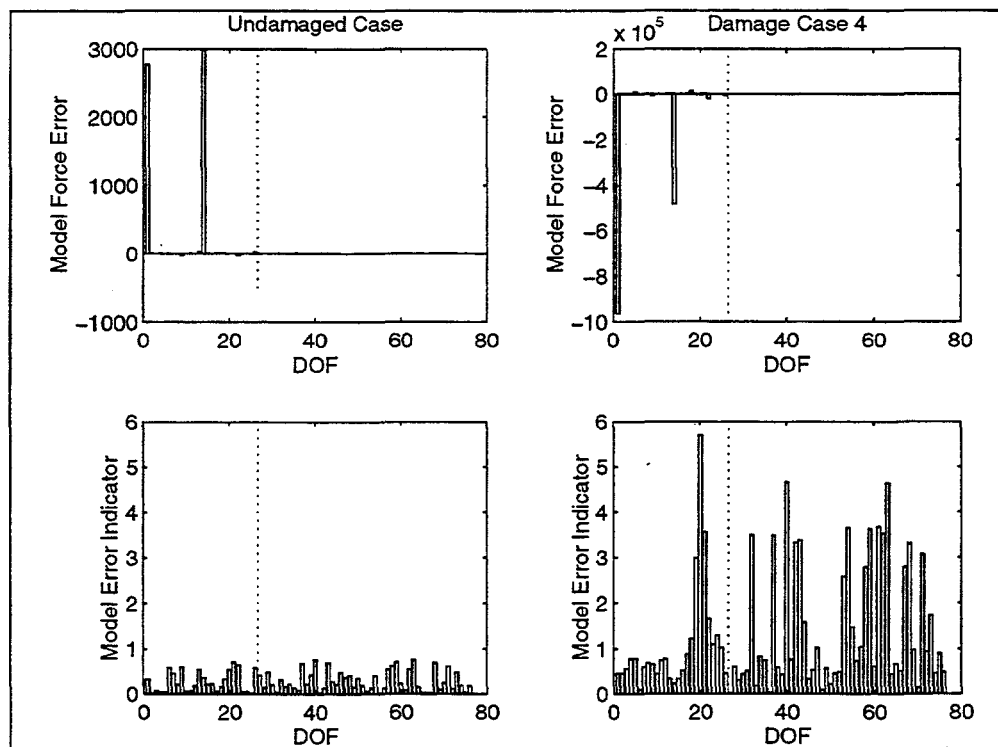 Undamaged Case
3000
2000
1000
0
−1000
Model Force Error
0 20 40 60 80
DOF
Damage Case 4
x 10^5
2
0
−2
−4
−6
−8
−10
Model Force Error
0 20 40 60 80
DOF
6
5
4
3
2
1
0
Model Error Indicator
0 20 40 60 80
DOF
6
5
4
3
2
1
0
Model Error Indicator
0 20 40 60 80
DOF